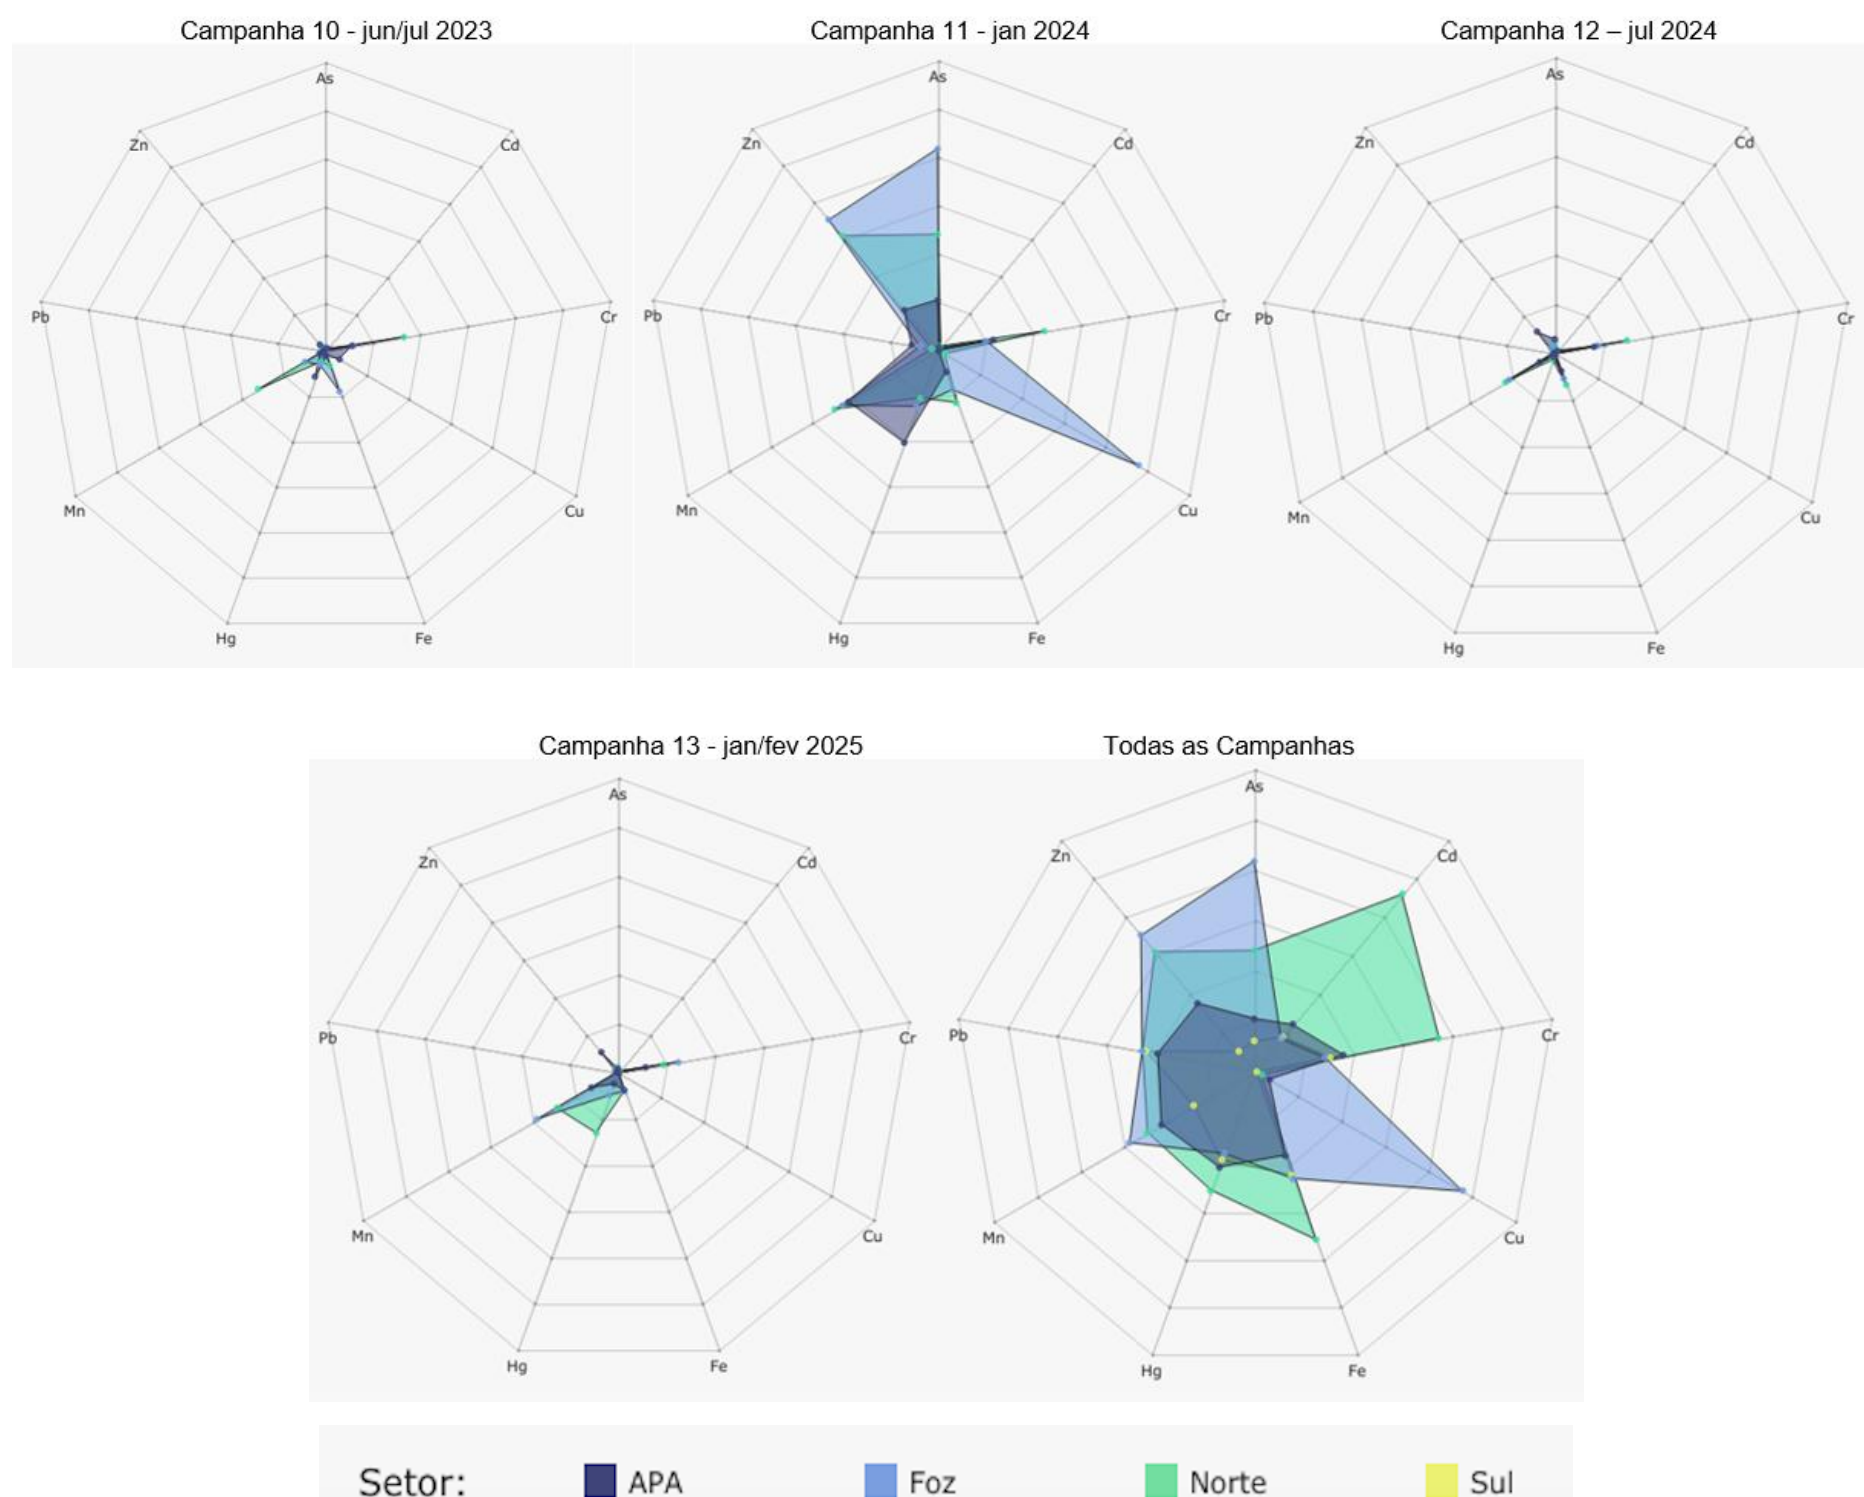 Campanha 10 - jun/jul 2023
Campanha 11 - jan 2024
Campanha 12 – jul 2024
As
Cd
Cr
Cu
Fe
Hg
Mn
Pb
Zn
As
Cd
Cr
Cu
Fe
Hg
Mn
Pb
Zn
As
Cd
Cr
Cu
Fe
Hg
Mn
Pb
Zn
Campanha 13 - jan/fev 2025
Todas as Campanhas
As
Cd
Cr
Cu
Fe
Hg
Mn
Pb
Zn
As
Cd
Cr
Cu
Fe
Hg
Mn
Pb
Zn
Setor: APA Foz Norte Sul